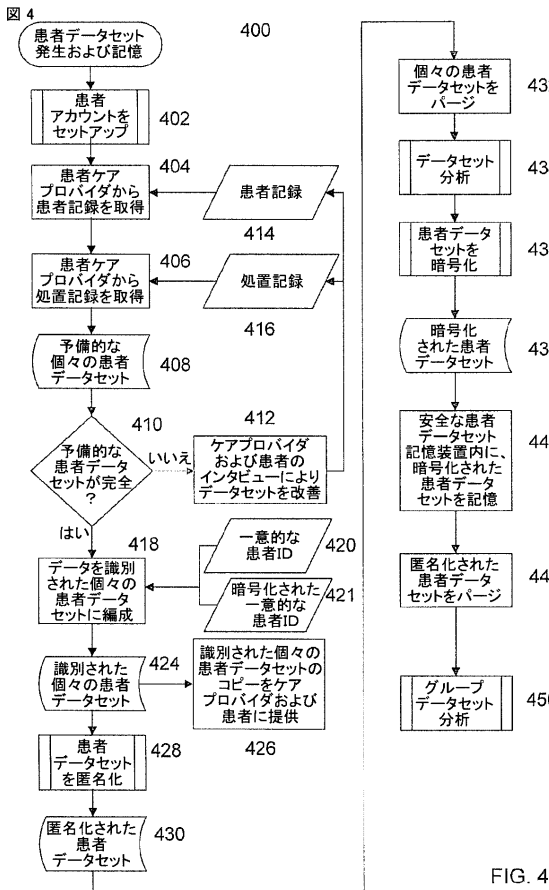 図 4
400
患者データセット
発生および記憶
患者
アカウントを
セットアップ
402
404
患者ケア
プロバイダから
患者記録を取得
患者記録
414
406
患者ケア
プロバイダから
処置記録を取得
処置記録
416
予備的な
個々の患者
データセット
408
410
予備的な
患者データ
セットが完全
?
いいえ
はい
412
ケアプロバイダ
および患者の
インタビューにより
データセットを改善
418
データを識別
された個々の
患者データ
セットに編成
一意的な
患者ID
420
暗号化された
一意的な
患者ID
421
424
識別された
個々の患者
データセット
識別された個々の
患者データセットの
コピーをケア
プロバイダおよび
患者に提供
426
患者
データセット
を匿名化
428
匿名化された
患者
データセット
430
個々の患者
データセットを
パージ
43
データセット
分析
43
患者データ
セットを
暗号化
43
暗号化
された患者
データセット
43
安全な患者
データセット
記憶装置内に、
暗号化された
患者データ
セットを記憶
44
匿名化された
患者データ
セットをパージ
44
グループ
データセット
分析
450
FIG. 4